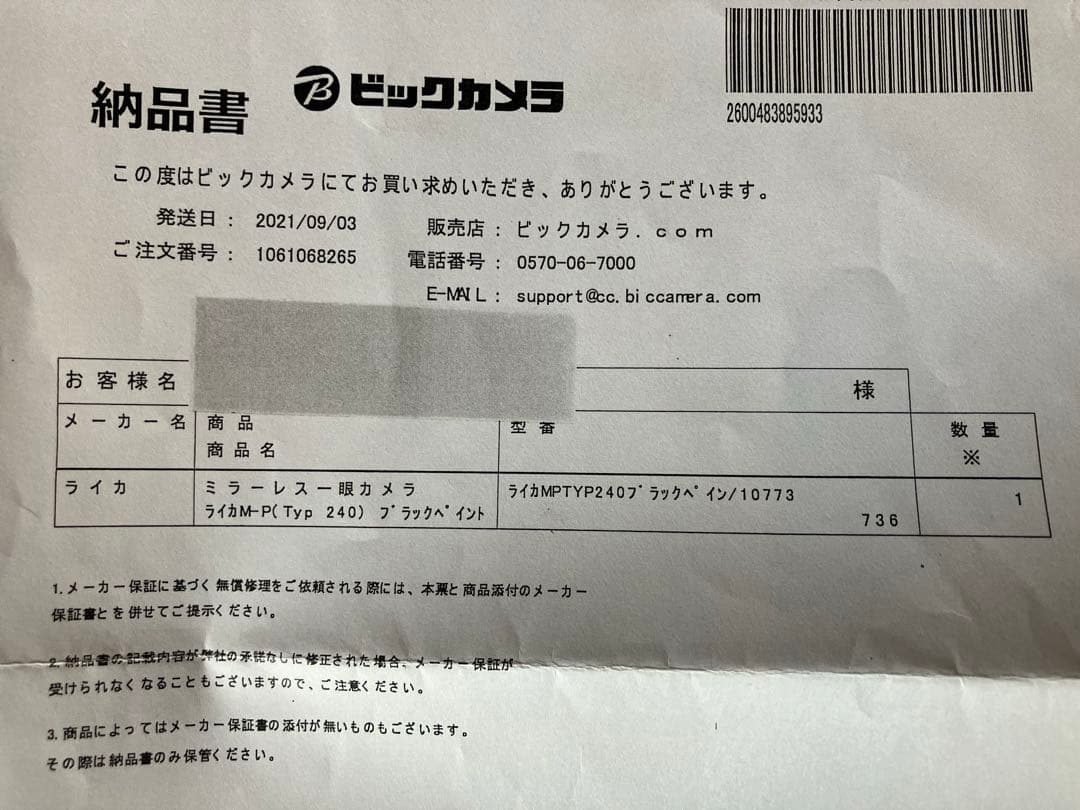 2600483895933
納品書 ビックカメラ
この度はビックカメラにてお買い求めいただき、ありがとうございます。
発送日： 2021/09/03 販売店： ビックカメラ．ｃｏｍ
ご注文番号： 1061068265 電話番号： 0570-06-7000
E-MAIL： support@cc.biccamera.com
お客様名 様
メーカー名 商品 型番 数量
商品名 ※
ライカ ミラーレス一眼カメラ ﾗｲｶMPTYP240ﾌﾞﾗｯｸﾍﾟｲﾝ/10773 1
ﾗｲｶM-P(Typ 240) ﾌﾞﾗｯｸﾍﾟｲﾝﾄ 736
1.メーカー保証に基づく無償修理をご依頼される際には、本票と商品添付のメーカー
保証書とを併せてご提示ください。
2.納品書の記載内容が弊社の承諾なしに修正された場合、メーカー保証が
受けられなくなることもございますので、ご注意ください。
3.商品によってはメーカー保証書の添付が無いものもございます。
その際は納品書のみ保管ください。